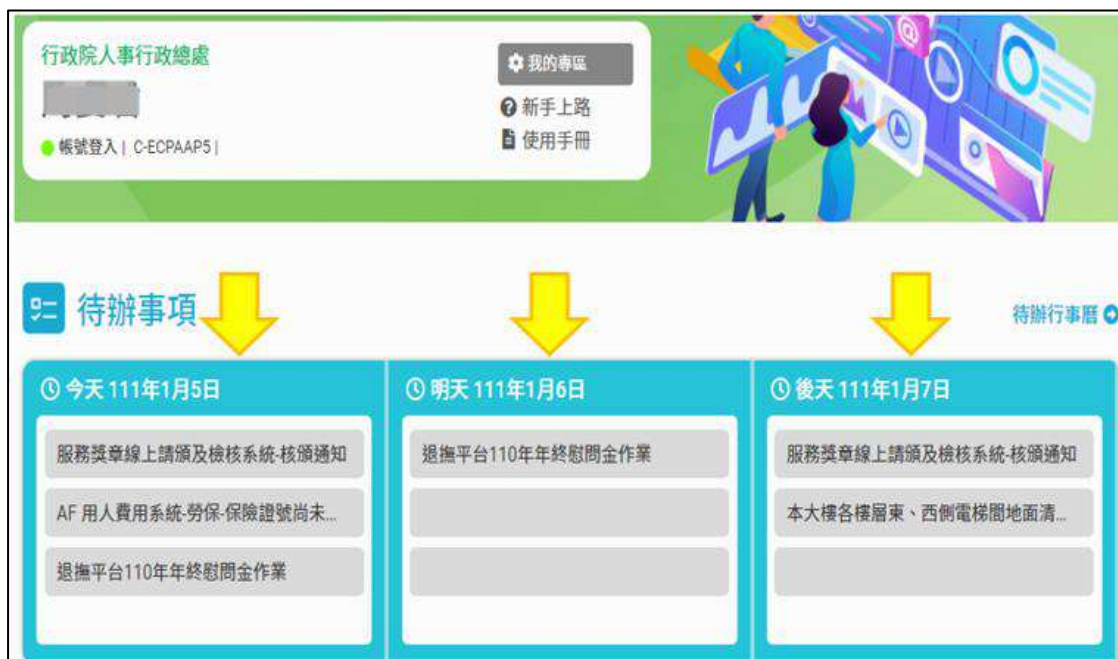 行政院人事行政總處
我的專區
新手上路
使用手冊
帳號登入 | C-ECPAAP5 |
待辦事項
待辦行事曆
今天 111年1月5日
服務獎章線上請頒及檢核系統-核頒通知
AF 用人費用系統-勞保-保險證號尚未...
退撫平台110年年終慰問金作業
明天 111年1月6日
退撫平台110年年終慰問金作業
後天 111年1月7日
服務獎章線上請頒及檢核系統-核頒通知
本大樓各樓層東、西側電梯間地面清...